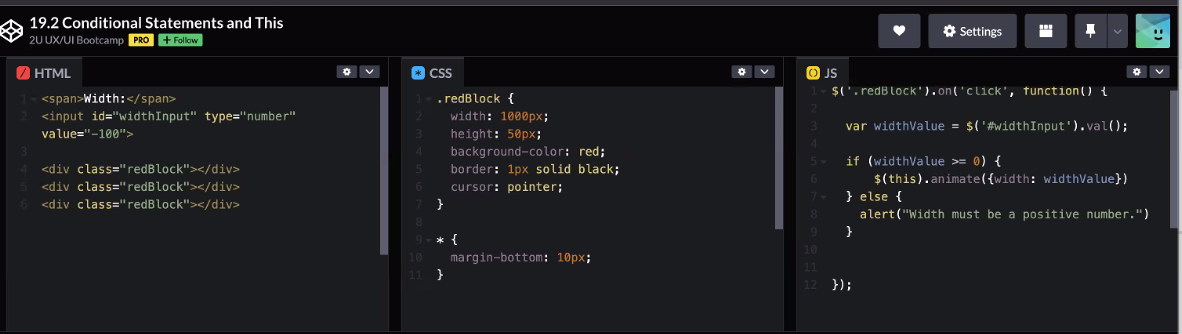 19.2 Conditional Statements and This
2U UX/UI Bootcamp PRO + Follow
Settings
HTML
1 <span>Width:</span>
2 <input id="widthInput" type="number"
value="-100">
3
4 <div class="redBlock"></div>
5 <div class="redBlock"></div>
6 <div class="redBlock"></div>
CSS
1 .redBlock {
2 width: 1000px;
3 height: 50px;
4 background-color: red;
5 border: 1px solid black;
6 cursor: pointer;
7 }
8
9 * {
10 margin-bottom: 10px;
11 }
JS
1 $('.redBlock').on('click', function() {
2
3 var widthValue = $('#widthInput').val();
4
5 if (widthValue >= 0) {
6 $(this).animate({width: widthValue})
7 } else {
8 alert("Width must be a positive number.")
9 }
10
11
12 });